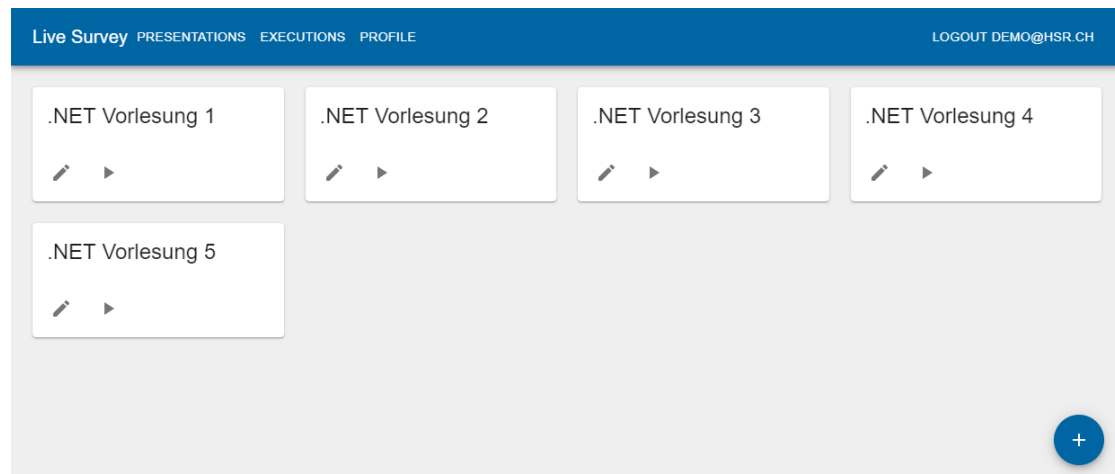 Live Survey PRESENTATIONS EXECUTIONS PROFILE LOGOUT DEMO@HSR.CH
.NET Vorlesung 1 .NET Vorlesung 2 .NET Vorlesung 3 .NET Vorlesung 4
.NET Vorlesung 5